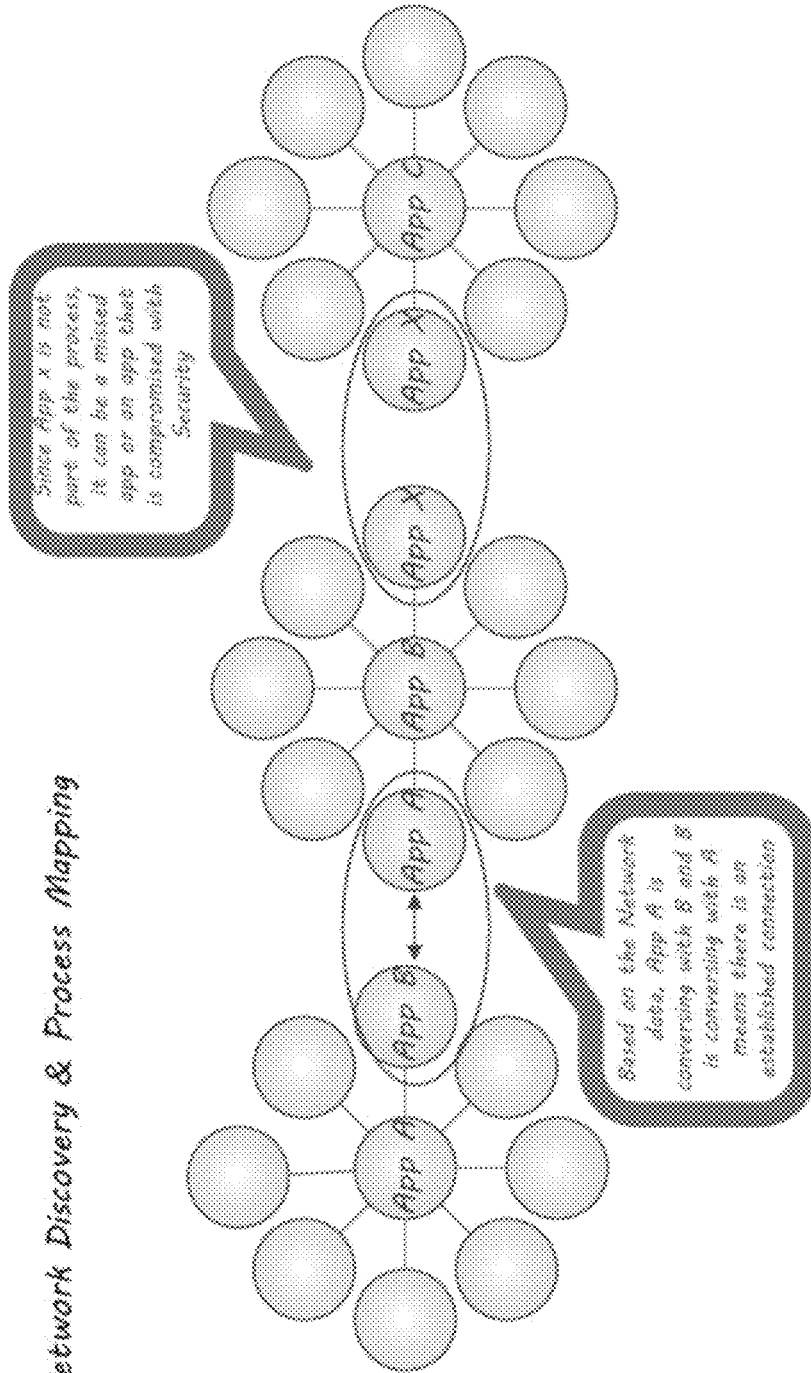 etwork Discovery & Process Mapping
Based on the Network
data, App A is
conversing with B and B
is conversing with A
means there is an
established connection
Since App X is not
part of the process,
it can be a missed
app or an app that
is compromised with
Security
App A
App B
App A
App B
App X
App X
App C